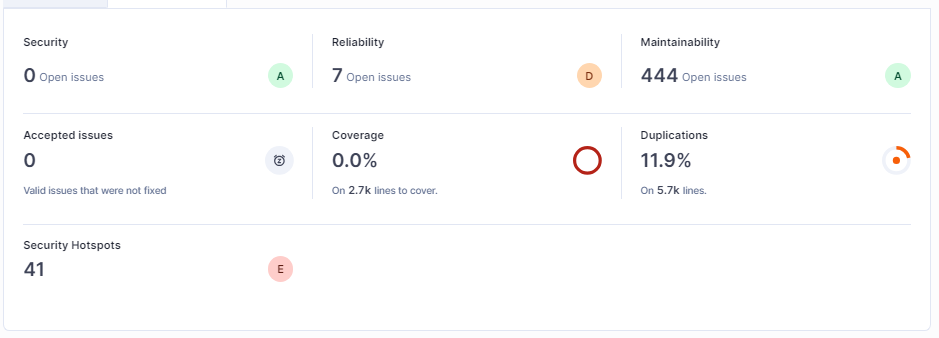 Security
0 Open issues
A
Reliability
7 Open issues
D
Maintainability
444 Open issues
A
Accepted issues
0
Valid issues that were not fixed
Coverage
0.0%
On 2.7k lines to cover.
Duplications
11.9%
On 5.7k lines.
Security Hotspots
41
E